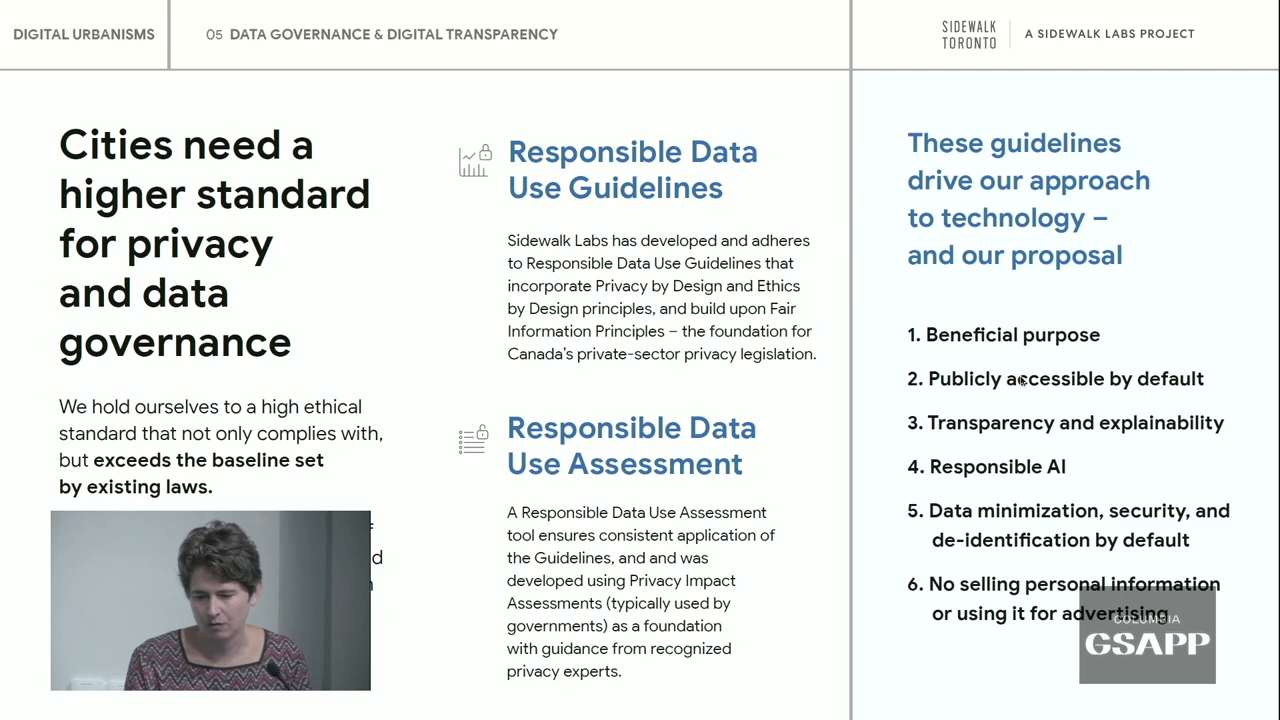 DIGITAL URBANISMS
05 DATA GOVERNANCE & DIGITAL TRANSPARENCY
SIDEWALK
TORONTO
A SIDEWALK LABS PROJECT
Cities need a
higher standard
for privacy
and data
governance
We hold ourselves to a high ethical
standard that not only complies with,
but exceeds the baseline set
by existing laws.
Responsible Data
Use Guidelines
Sidewalk Labs has developed and adheres
to Responsible Data Use Guidelines that
incorporate Privacy by Design and Ethics
by Design principles, and build upon Fair
Information Principles – the foundation for
Canada's private-sector privacy legislation.
Responsible Data
Use Assessment
A Responsible Data Use Assessment
tool ensures consistent application of
the Guidelines, and and was
developed using Privacy Impact
Assessments (typically used by
governments) as a foundation
with guidance from recognized
privacy experts.
These guidelines
drive our approach
to technology –
and our proposal
1. Beneficial purpose
2. Publicly accessible by default
3. Transparency and explainability
4. Responsible AI
5. Data minimization, security, and
de-identification by default
6. No selling personal information
or using it for advertising
COLUMBIA
GSAPP